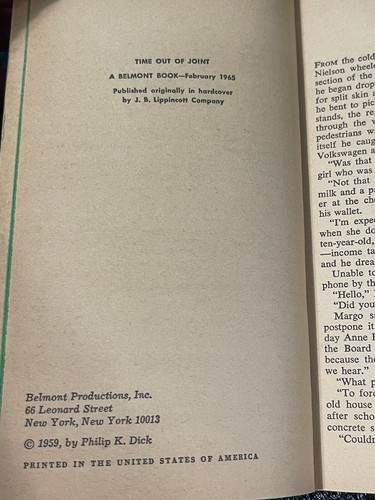 TIME OUT OF JOINT
A BELMONT BOOK—February 1965
Published originally in hardcover
by J. B. Lippincott Company
Belmont Productions, Inc.
66 Leonard Street
New York, New York 10013
© 1959, by Philip K. Dick
PRINTED IN THE UNITED STATES OF AMERICA
FROM the cold
Nielson wheele
section of the
he began drop
for split skin a
he bent to pic
stands, the re
through the v
pedestrians w
itself he caug
Volkswagen a
"Was that
girl who was
"Not that
milk and a pa
er at the che
his wallet.
"I'm expe
when she do
ten-year-old,
—income ta
and he drea
Unable to
phone by th
"Hello,"
"Did you
Margo sa
postpone it
day Anne
the Board
because the
we hear."
"What p
"To forc
old house
after scho
concrete s
"Couldn